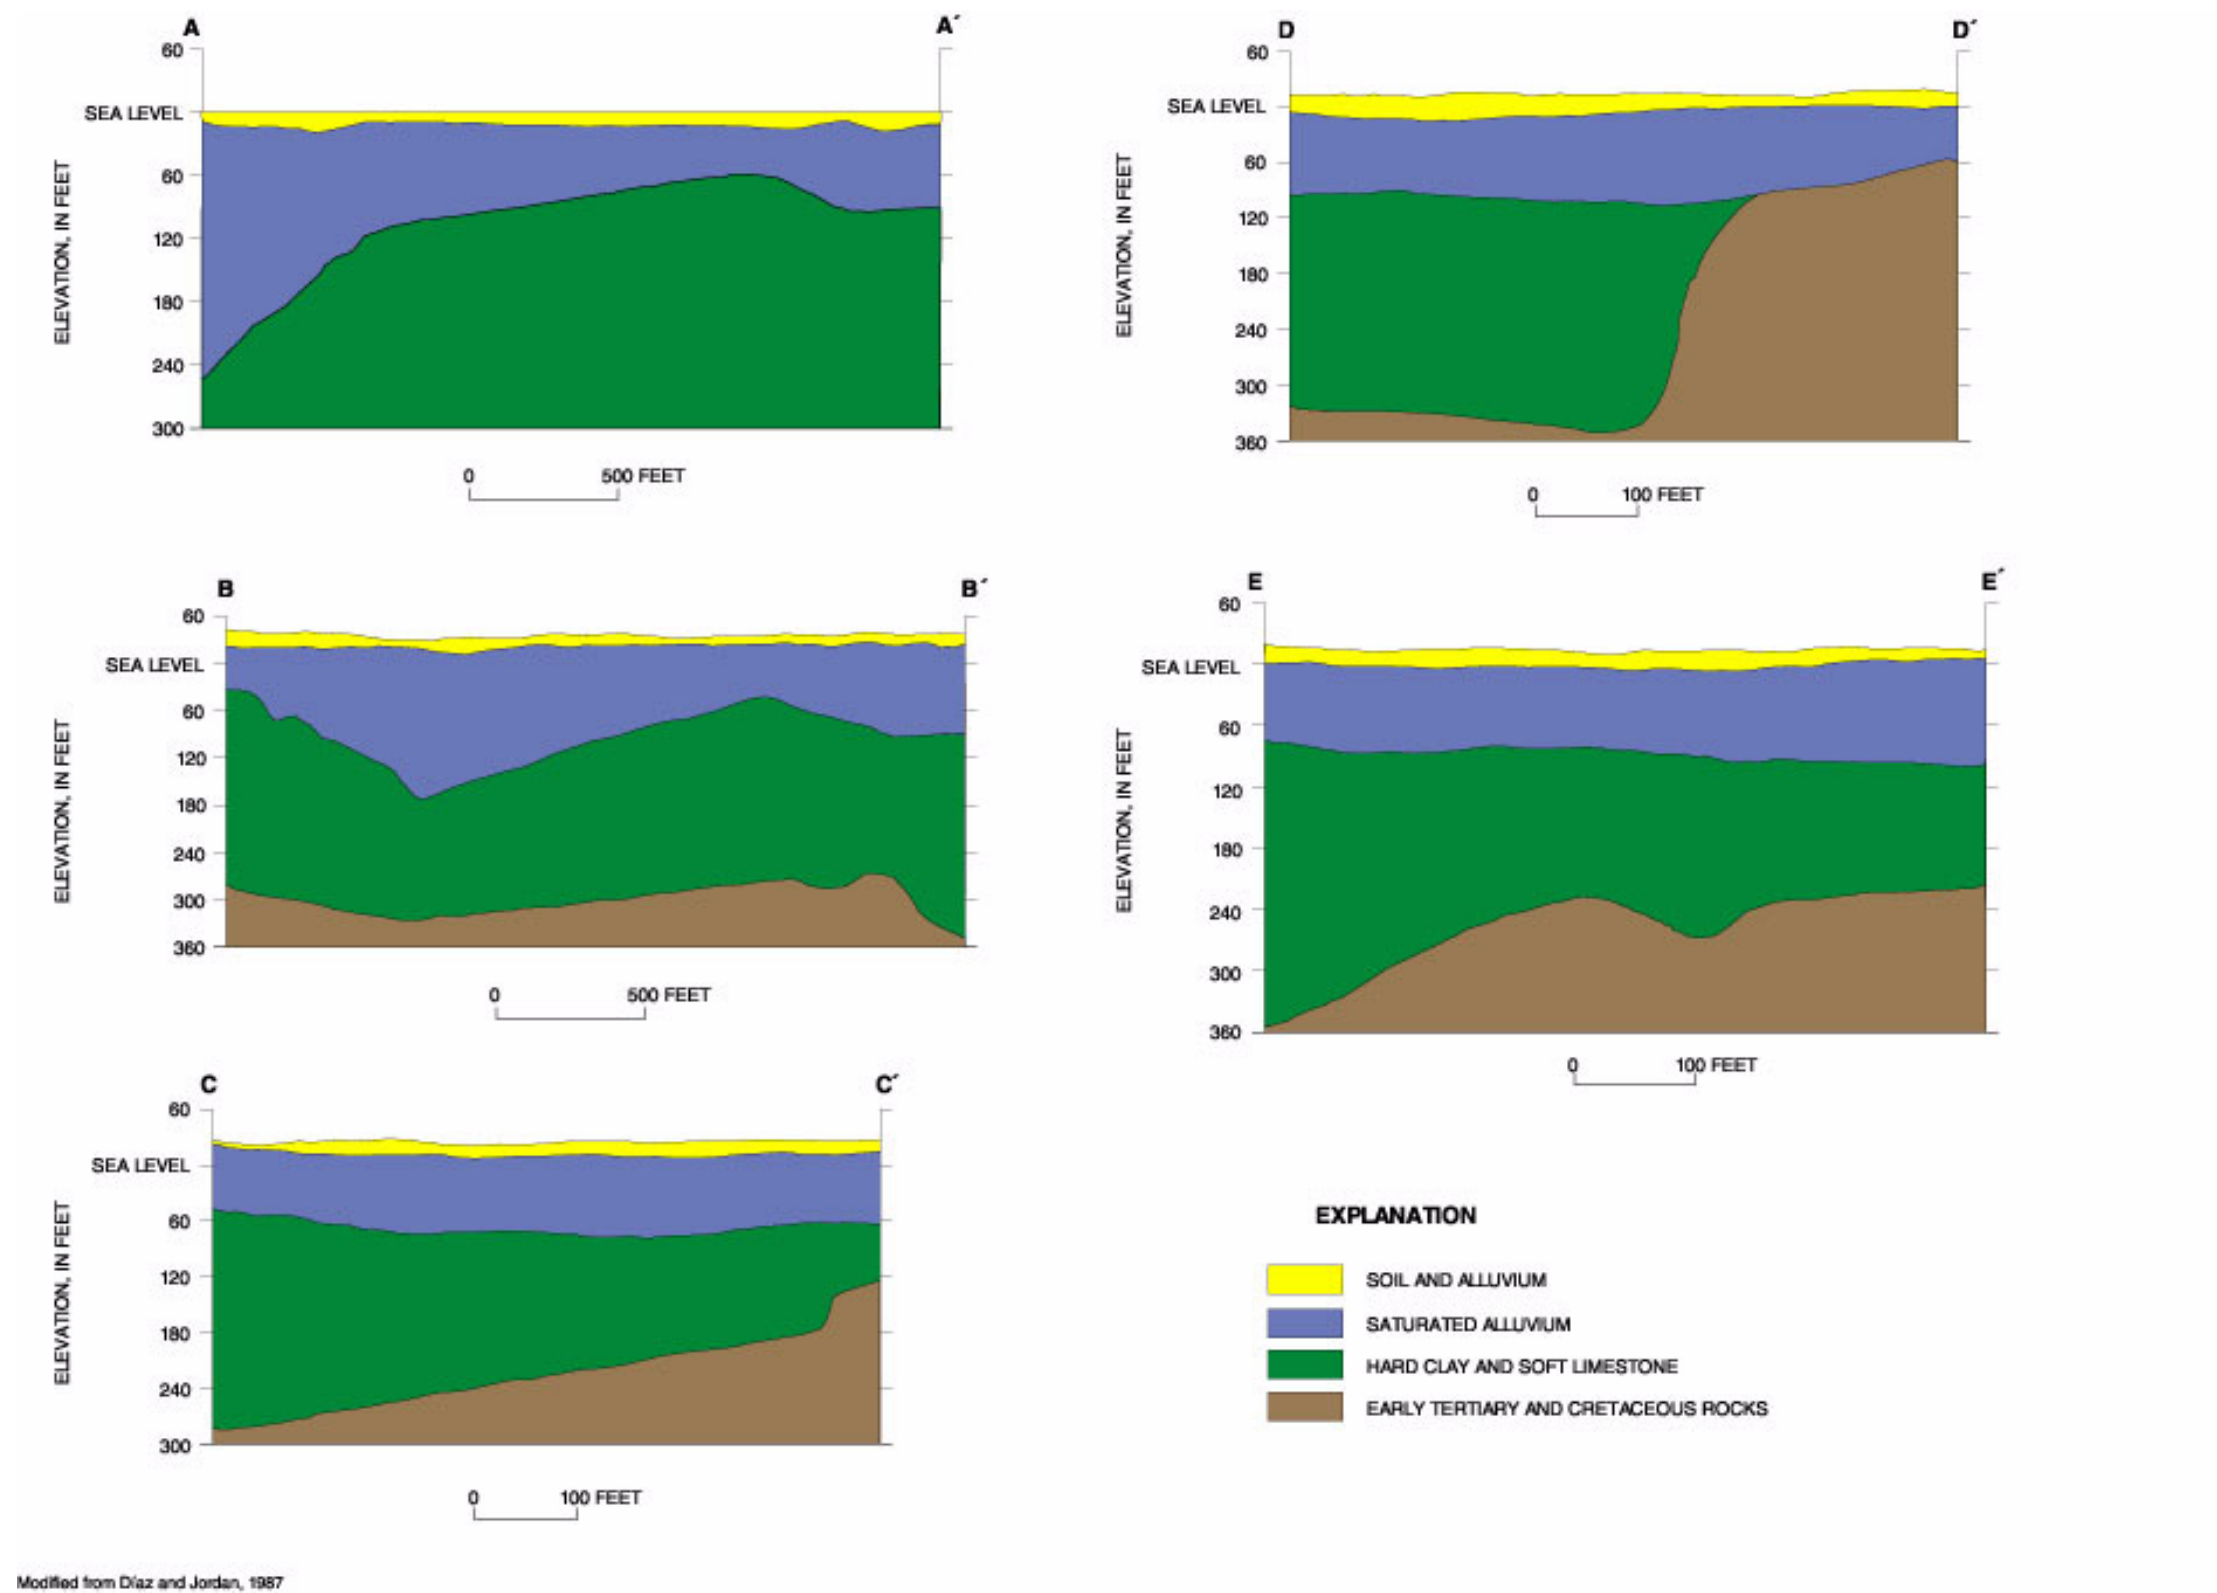 A A´
60
SEA LEVEL
60
120
180
240
300
ELEVATION, IN FEET
0 500 FEET
D D´
60
SEA LEVEL
60
120
180
240
300
360
ELEVATION, IN FEET
0 100 FEET
B B´
60
SEA LEVEL
60
120
180
240
300
360
ELEVATION, IN FEET
0 500 FEET
E E´
60
SEA LEVEL
60
120
180
240
300
360
ELEVATION, IN FEET
0 100 FEET
C C´
60
SEA LEVEL
60
120
180
240
300
ELEVATION, IN FEET
0 100 FEET
EXPLANATION
SOIL AND ALLUVIUM
SATURATED ALLUVIUM
HARD CLAY AND SOFT LIMESTONE
EARLY TERTIARY AND CRETACEOUS ROCKS
Modified from Díaz and Jordan, 1987